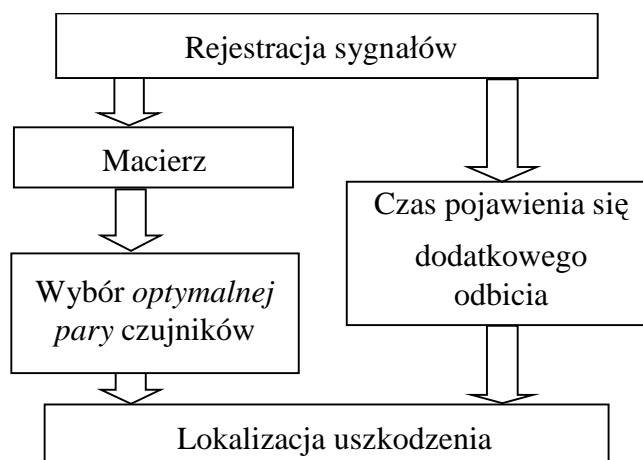 Rejestracja sygnałów
Macierz
Czas pojawienia się
dodatkowego
odbicia
Wybór optymalnej
pary czujników
Lokalizacja uszkodzenia